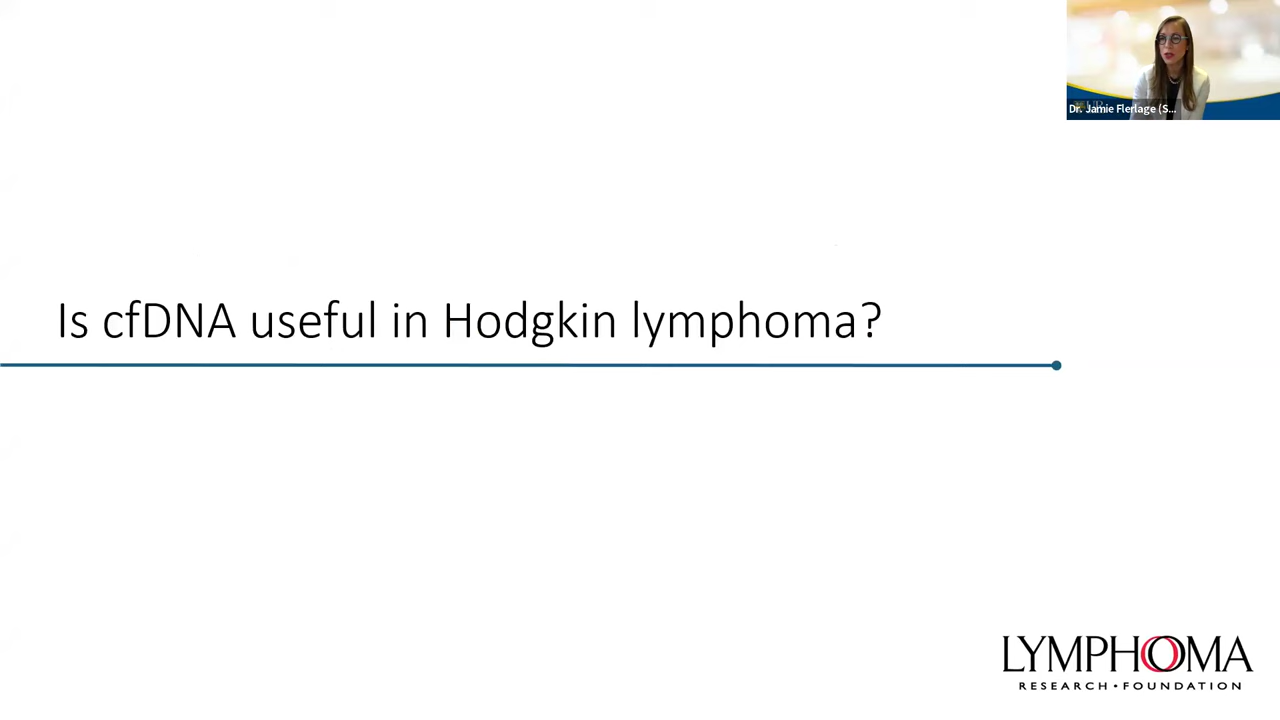 Dr. Jamie Flerlage (S...
Is cfDNA useful in Hodgkin lymphoma?
LYMPHOMA
RESEARCH • FOUNDATION